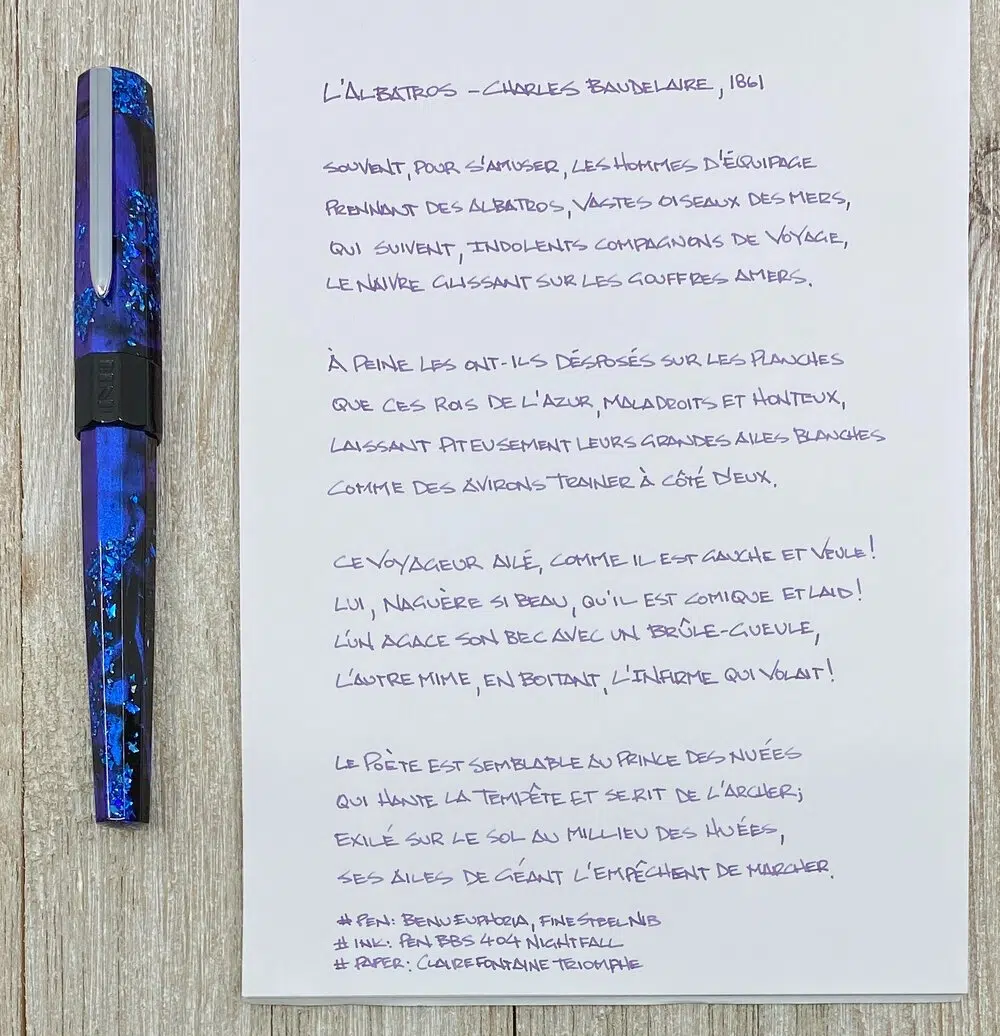 L'ALBATROS – CHARLES BAUDELAIRE, 1861
SOUVENT, POUR S'AMUSER, LES HOMMES D'ÉQUIPAGE
PRENNANT DES ALBATROS, VASTES OISEAUX DES MERS,
QUI SUIVENT, INDOLENTS COMPAGNONS DE VOYAGE,
LE NAIVRE GLISSANT SUR LES GOUFFRES AMERS.
À PEINE LES ONT-ILS DÉSPOSÉS SUR LES PLANCHES
QUE CES ROIS DE L'AZUR, MALADROITS ET HONTEUX,
LAISSANT PITEUSEMENT LEURS GRANDES AILES BLANCHES
COMME DES AVIRONS TRAINER À CÔTÉ D'EUX.
CE VOYAGEUR AILÉ, COMME IL EST GAUCHE ET VEULE!
LUI, NAGUÈRE SI BEAU, QU'IL EST COMIQUE ET LAID!
L'UN AGACE SON BEC AVEC UN BRÛLE-GUEULE,
L'AUTRE MIME, EN BOITANT, L'INFIRME QUI VOLAIT!
LE POÈTE EST SEMBLABLE AU PRINCE DES NUÉES
QUI HANTE LA TEMPÊTE ET SE RIT DE L'ARCHER;
EXILÉ SUR LE SOL AU MILLIEU DES HUÉES,
SES AILES DE GÉANT L'EMPÊCHENT DE MARCHER.
# PEN: BENU EUPHORIA, FINE STEEL NIB
# INK: PEN BBS 404 NIGHTFALL
# PAPER: CLAIREFONTAINE TRIOMPHE